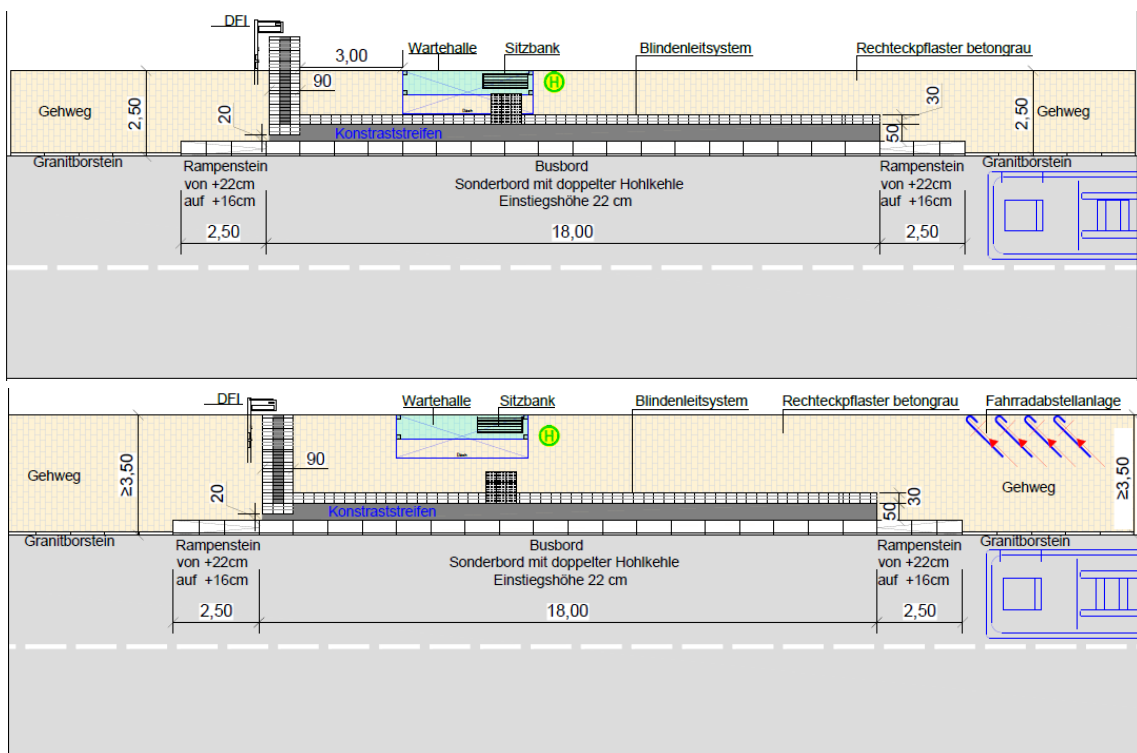 DFI
Wartehalle
Sitzbank
Blindenleitsystem
Rechteckpflaster betongrau
3,00
90
H
30
Gehweg
2,50
20
Dawn
Konstraststreifen
50
2,50
Gehweg
Granitborstein
Rampenstein
von +22cm
auf +16cm
Busbord
Sonderbord mit doppelter Hohlkehle
Einstiegshöhe 22 cm
Rampenstein
von +22cm
auf +16cm
Granitborstein
2,50
18,00
2,50
DFI
Wartehalle
Sitzbank
Blindenleitsystem
Rechteckpflaster betongrau
Fahrradabstellanlage
H
Dawn
Gehweg
≥3,50
90
20
Konstraststreifen
50
30
Gehweg
≥3,50
Granitborstein
Rampenstein
von +22cm
auf +16cm
Busbord
Sonderbord mit doppelter Hohlkehle
Einstiegshöhe 22 cm
Rampenstein
von +22cm
auf +16cm
Granitborstein
2,50
18,00
2,50